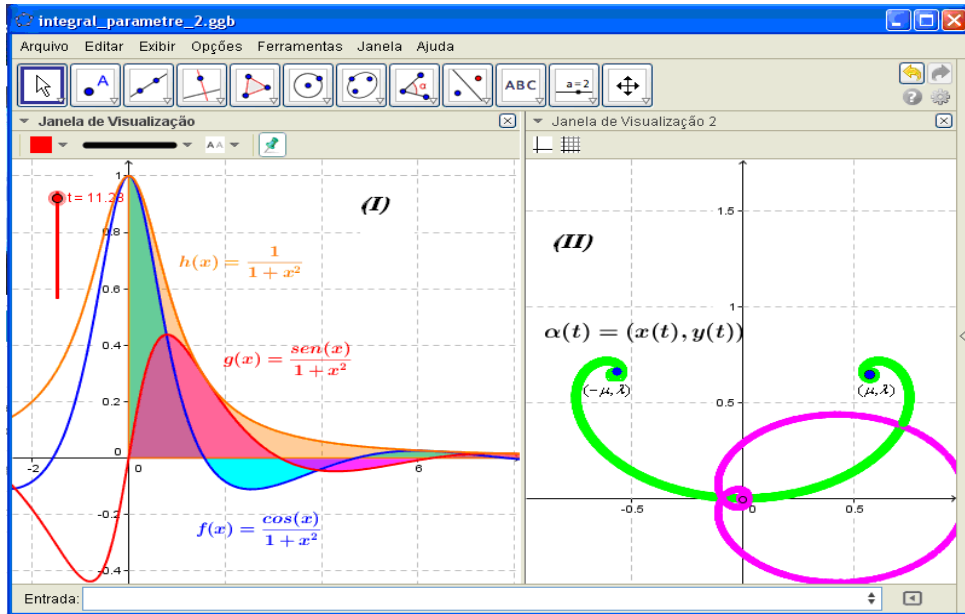 integral_parametre_2.ggb
Arquivo Editar Exibir Opções Ferramentas Janela Ajuda
A α ABC a=2
Janela de Visualização
AA
t = 11.28
(I)
h(x) = 1 / (1 + x²)
g(x) = sen(x) / (1 + x²)
f(x) = cos(x) / (1 + x²)
1
0.8
0.6
0.4
0.2
0
-0.2
-0.4
-2 0 6
Janela de Visualização 2
(II)
α(t) = (x(t), y(t))
(-μ, λ) (μ, λ)
1.5
1
0.5
-0.5 0 0.5
Entrada: